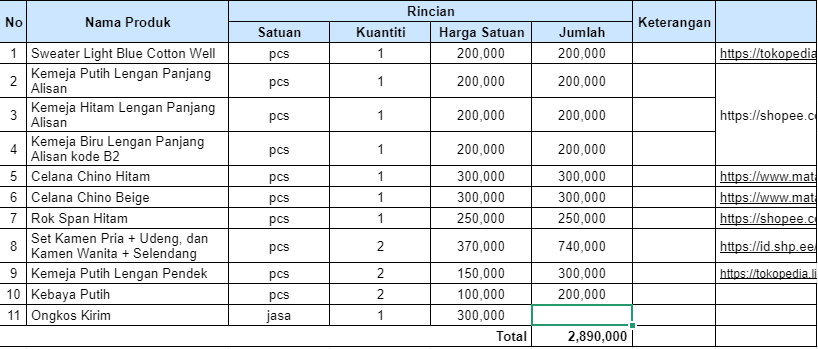 No Nama Produk Rincian Keterangan
Satuan Kuantiti Harga Satuan Jumlah
1 Sweater Light Blue Cotton Well pcs 1 200,000 200,000 https://tokopedia
2 Kemeja Putih Lengan Panjang Alisan pcs 1 200,000 200,000
3 Kemeja Hitam Lengan Panjang Alisan pcs 1 200,000 200,000 https://shopee.c
4 Kemeja Biru Lengan Panjang Alisan kode B2 pcs 1 200,000 200,000
5 Celana Chino Hitam pcs 1 300,000 300,000 https://www.mat
6 Celana Chino Beige pcs 1 300,000 300,000 https://www.mat
7 Rok Span Hitam pcs 1 250,000 250,000 https://shopee.c
8 Set Kamen Pria + Udeng, dan Kamen Wanita + Selendang pcs 2 370,000 740,000 https://id.shp.ee/
9 Kemeja Putih Lengan Pendek pcs 2 150,000 300,000 https://tokopedia.li
10 Kebaya Putih pcs 2 100,000 200,000
11 Ongkos Kirim jasa 1 300,000
Total 2,890,000